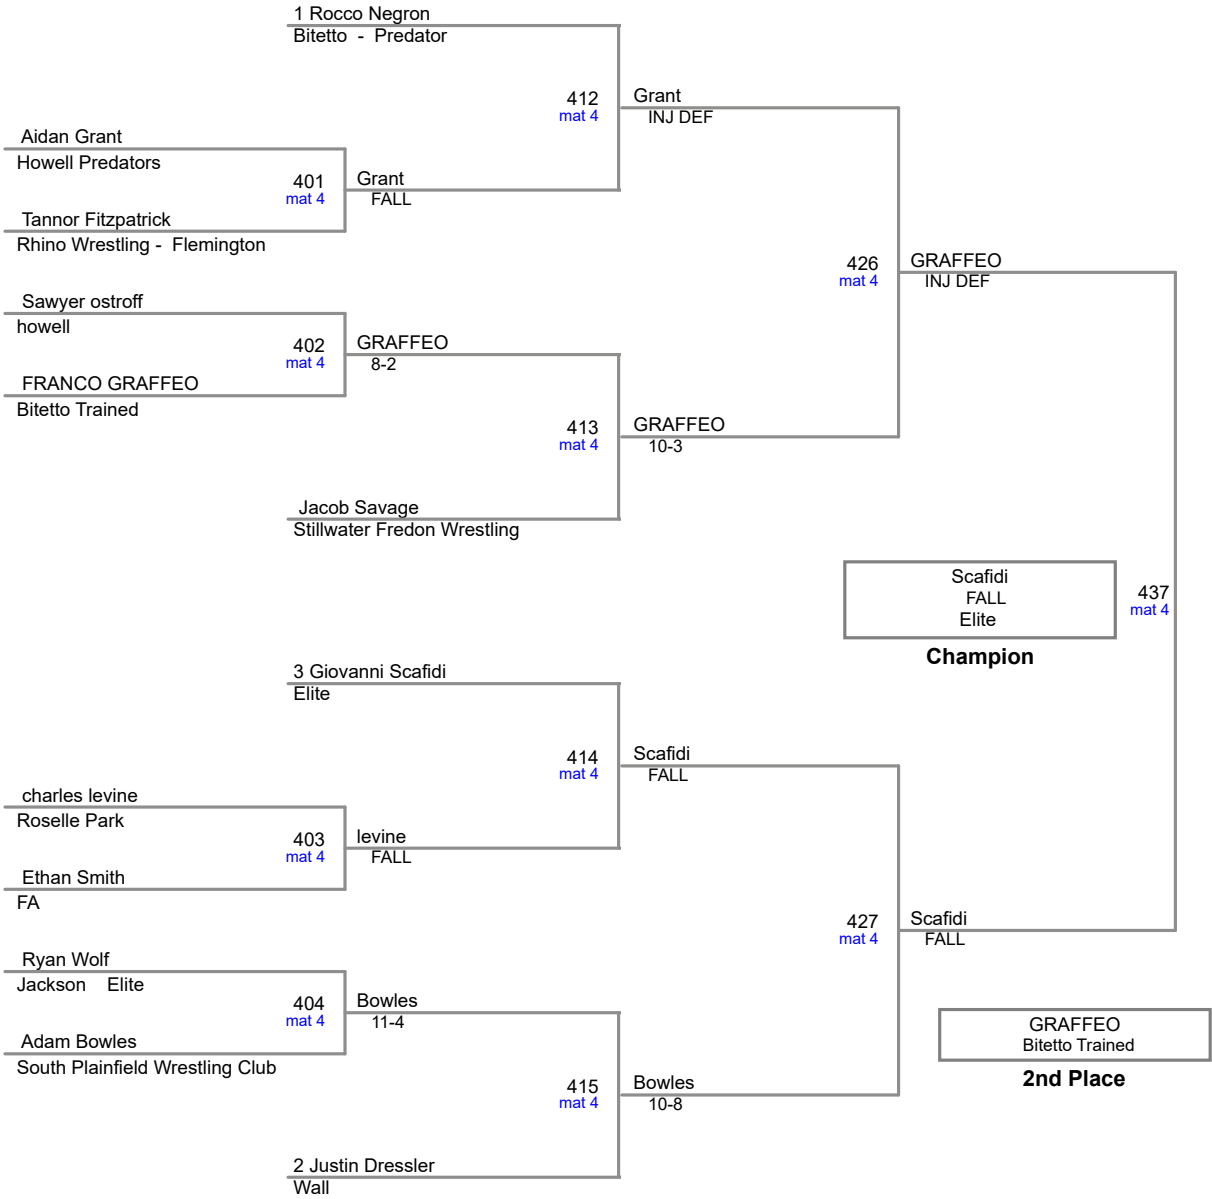 1 Rocco Negron
Bitetto - Predator
412
mat 4
Grant
INJ DEF
Aidan Grant
Howell Predators
401
mat 4
Grant
FALL
Tannor Fitzpatrick
Rhino Wrestling - Flemington
426
mat 4
GRAFFEO
INJ DEF
Sawyer ostroff
howell
402
mat 4
GRAFFEO
8-2
FRANCO GRAFFEO
Bitetto Trained
413
mat 4
GRAFFEO
10-3
Jacob Savage
Stillwater Fredon Wrestling
Scafidi
FALL
Elite
Champion
437
mat 4
3 Giovanni Scafidi
Elite
414
mat 4
Scafidi
FALL
charles levine
Roselle Park
403
mat 4
levine
FALL
Ethan Smith
FA
427
mat 4
Scafidi
FALL
Ryan Wolf
Jackson Elite
404
mat 4
Bowles
11-4
Adam Bowles
South Plainfield Wrestling Club
GRAFFEO
Bitetto Trained
2nd Place
415
mat 4
Bowles
10-8
2 Justin Dressler
Wall